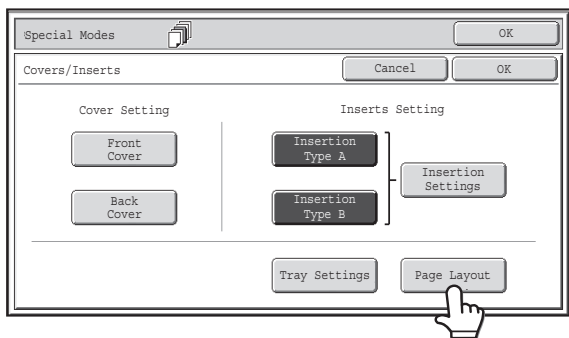 Special Modes
OK
Covers/Inserts
Cancel
OK
Cover Setting
Inserts Setting
Front
Cover
Insertion
Type A
Insertion
Settings
Back
Cover
Insertion
Type B
Tray Settings
Page Layout